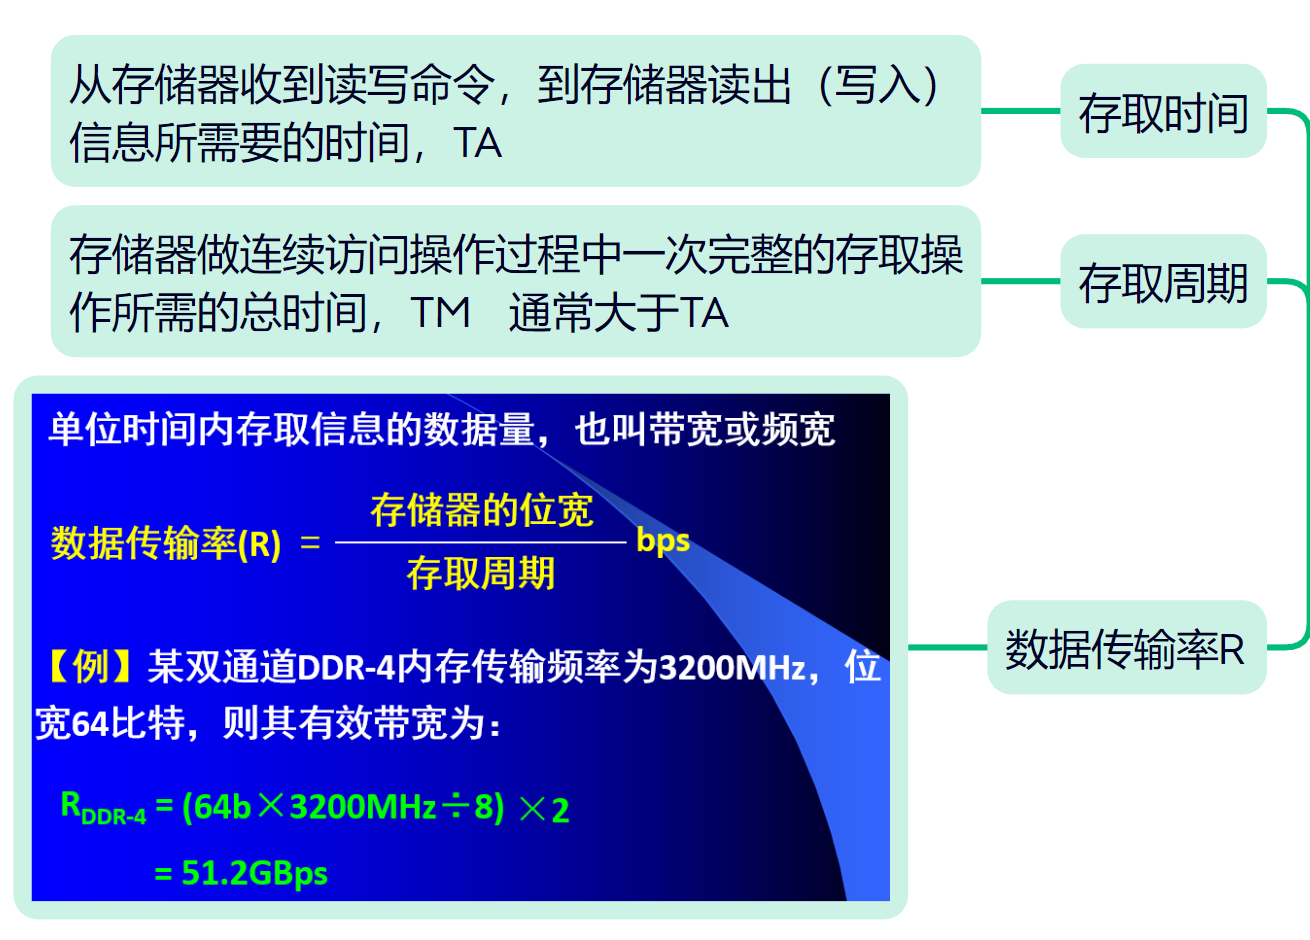 从存储器收到读写命令，到存储器读出（写入）
信息所需要的时间，TA
存取时间
存储器做连续访问操作过程中一次完整的存取操
作所需的总时间，TM 通常大于TA
存取周期
单位时间内存取信息的数据量，也叫带宽或频宽
数据传输率(R) = 存储器的位宽 / 存取周期 bps
【例】某双通道DDR-4内存传输频率为3200MHz，位
宽64比特，则其有效带宽为：
R_DDR-4 = (64b×3200MHz÷8) ×2
= 51.2GBps
数据传输率R